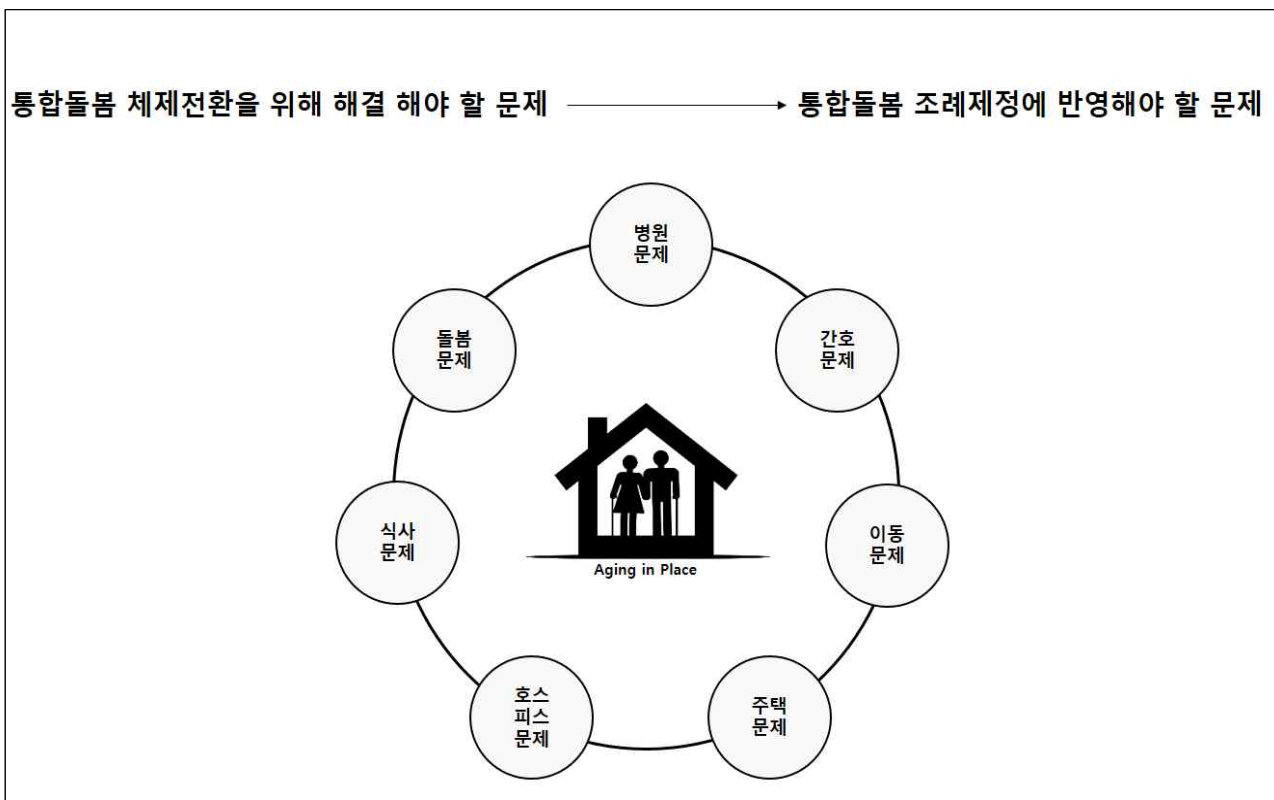 통합돌봄 체제전환을 위해 해결 해야 할 문제
통합돌봄 조례제정에 반영해야 할 문제
병원
문제
돌봄
문제
간호
문제
식사
문제
이동
문제
Aging in Place
호스
피스
문제
주택
문제